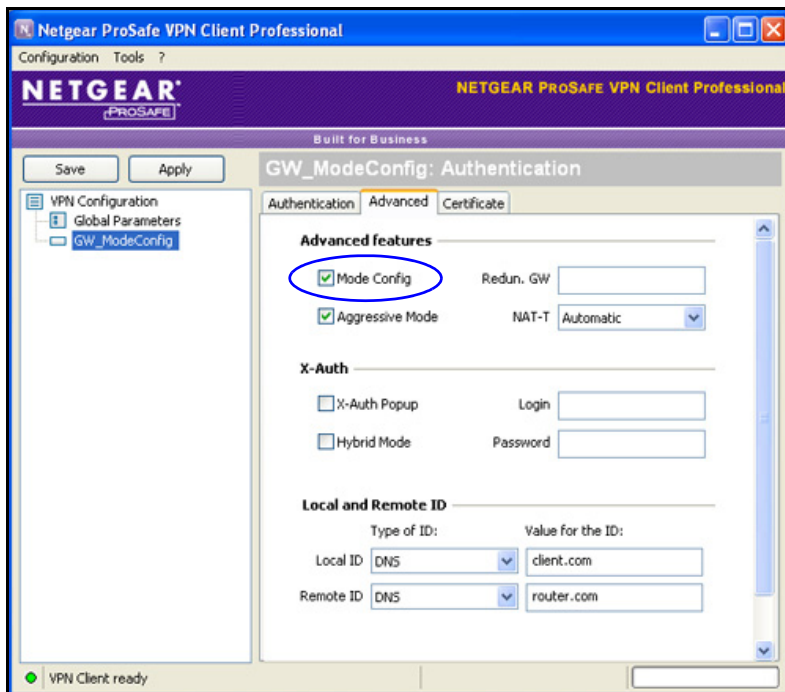 Netgear ProSafe VPN Client Professional
Configuration Tools ?
NETGEAR®
PROSAFE
NETGEAR PROSAFE VPN Client Professional
Built for Business
Save Apply
GW_ModeConfig: Authentication
VPN Configuration
Global Parameters
GW_ModeConfig
Authentication Advanced Certificate
Advanced features
Mode Config Redun. GW
Aggressive Mode NAT-T Automatic
X-Auth
X-Auth Popup Login
Hybrid Mode Password
Local and Remote ID
Type of ID: Value for the ID:
Local ID DNS client.com
Remote ID DNS router.com
VPN Client ready